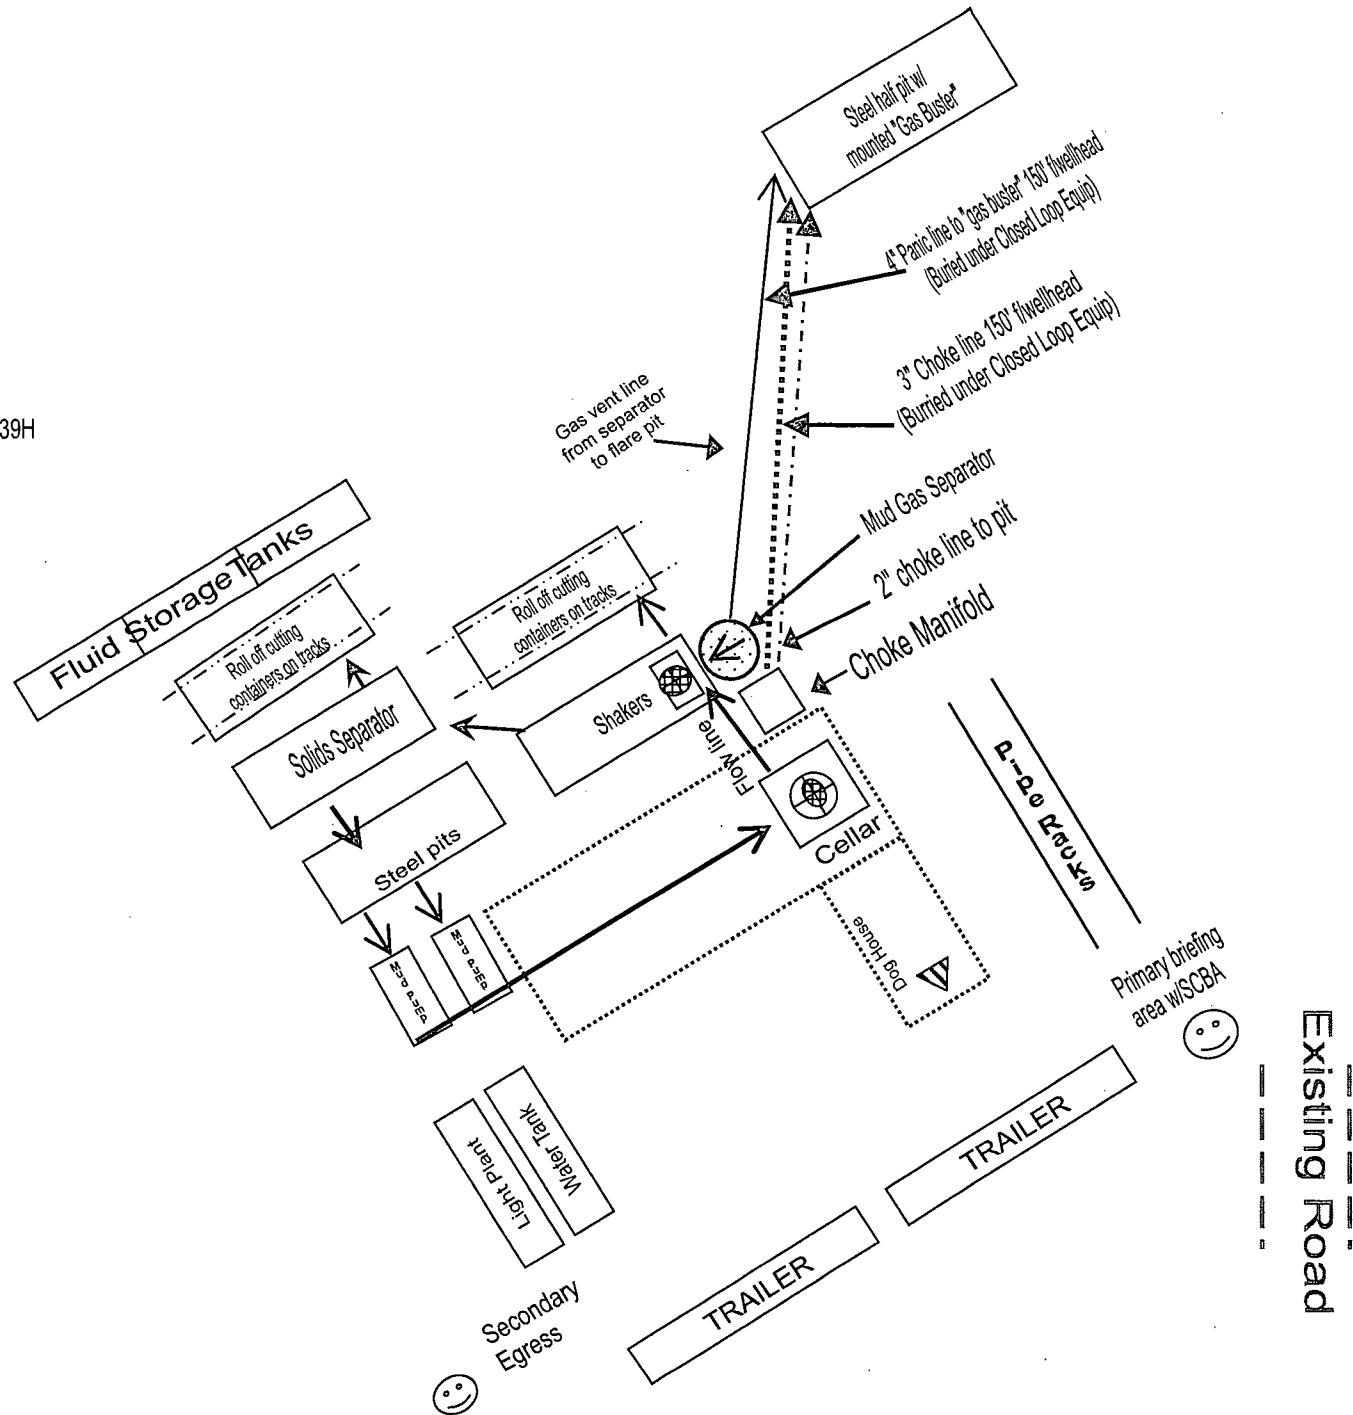 Steel half pit w/
mounted "Gas Buster"
4" Panic line to "gas buster" 150' f/wellhead
(Buried under Closed Loop Equip)
3" Choke line 150' f/wellhead
(Burried under Closed Loop Equip)
Gas vent line
from separator
to flare pit
39H
Mud Gas Separator
2" choke line to pit
Choke Manifold
Fluid StorageTanks
Roll off cutting
containers on tracks
Roll off cutting
containers on tracks
Solids Separator
Shakers
Flow line
Steel pits
Cellar
Pipe Racks
Mud Pump
Mud Pump
Dog House
Primary briefing
area w/SCBA
Existing Road
Water Tank
Light Plant
TRAILER
TRAILER
Secondary
Egress